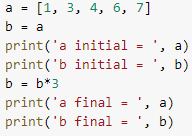 a = [1, 3, 4, 6, 7]
b = a
print('a initial = ', a)
print('b initial = ', b)
b = b*3
print('a final = ', a)
print('b final = ', b)